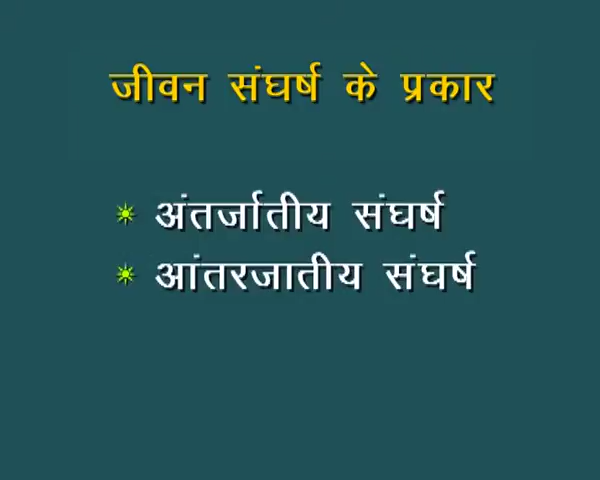 जीवन संघर्ष के प्रकार
अंतर्जातीय संघर्ष
आंतरजातीय संघर्ष